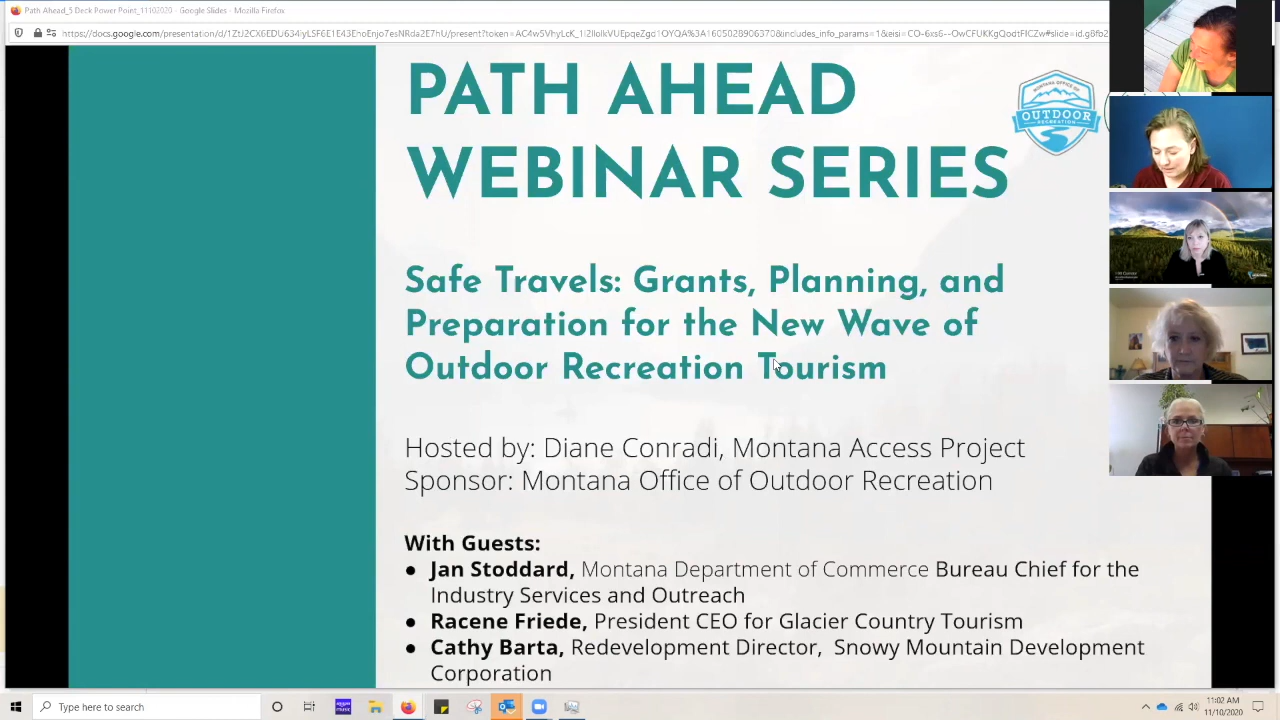 Path Ahead_5 Deck Power Point_11102020 - Google Slides - Mozilla Firefox
PATH AHEAD
WEBINAR SERIES
MONTANA OFFICE OF
OUTDOOR
RECREATION
Safe Travels: Grants, Planning, and
Preparation for the New Wave of
Outdoor Recreation Tourism
Hosted by: Diane Conradi, Montana Access Project
Sponsor: Montana Office of Outdoor Recreation
With Guests:
● Jan Stoddard, Montana Department of Commerce Bureau Chief for the
Industry Services and Outreach
● Racene Friede, President CEO for Glacier Country Tourism
● Cathy Barta, Redevelopment Director, Snowy Mountain Development
Corporation
Type here to search
music
11:02 AM
11/10/2020